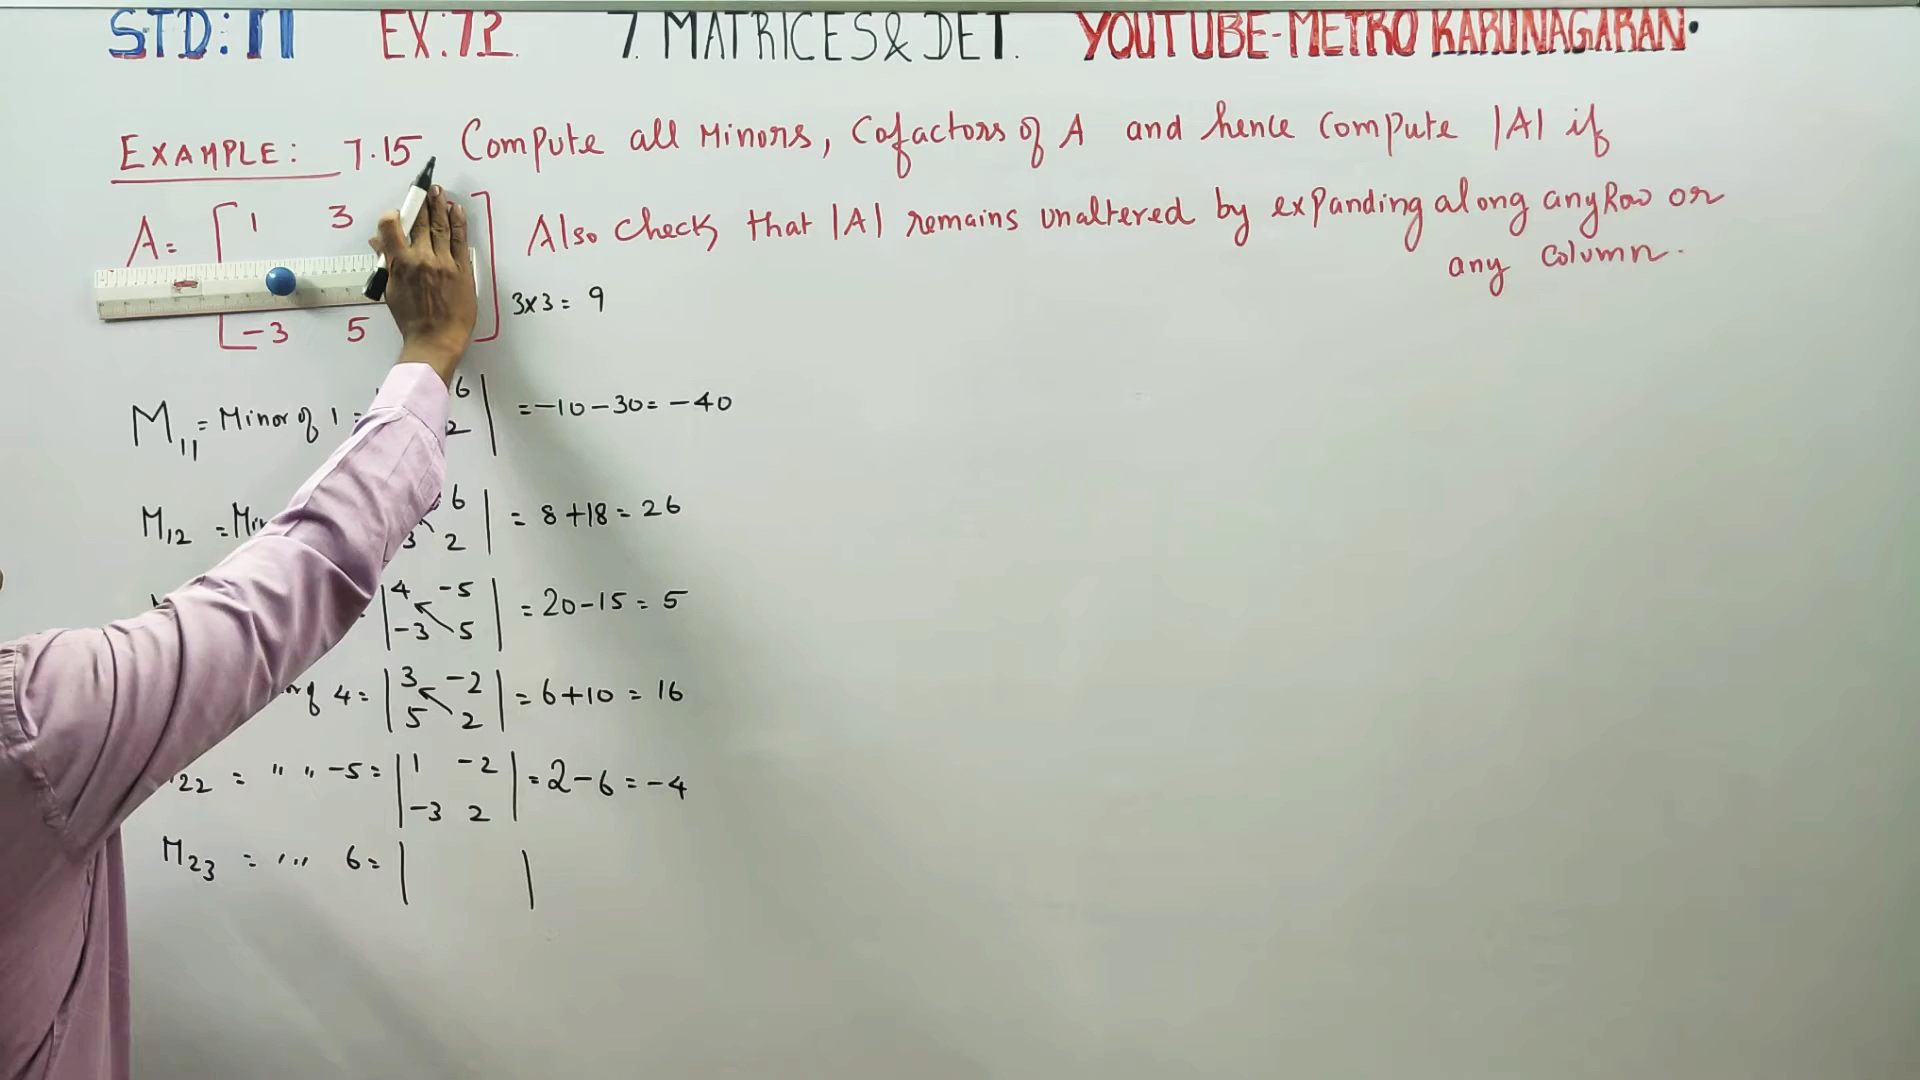 STD: 11 EX: 7.2. 7. MATRICES & DET. YOUTUBE-METRO KARUNAGARAN.
EXAMPLE: 7.15 Compute all Minors, Cofactors of A and hence compute |A| if
A= 1 3
Also check that |A| remains unaltered by expanding along any Row or
any column.
-3 5
3x3= 9
M11 = Minor of 1 = 6 2 = -10-30= -40
M12 = 6 3 2 = 8+18= 26
4 -5 -3 5 = 20-15 = 5
of 4= 3 -2 5 2 = 6+10 = 16
22 = " " -5= 1 -2 -3 2 = 2-6 = -4
M23 = " " 6= | |